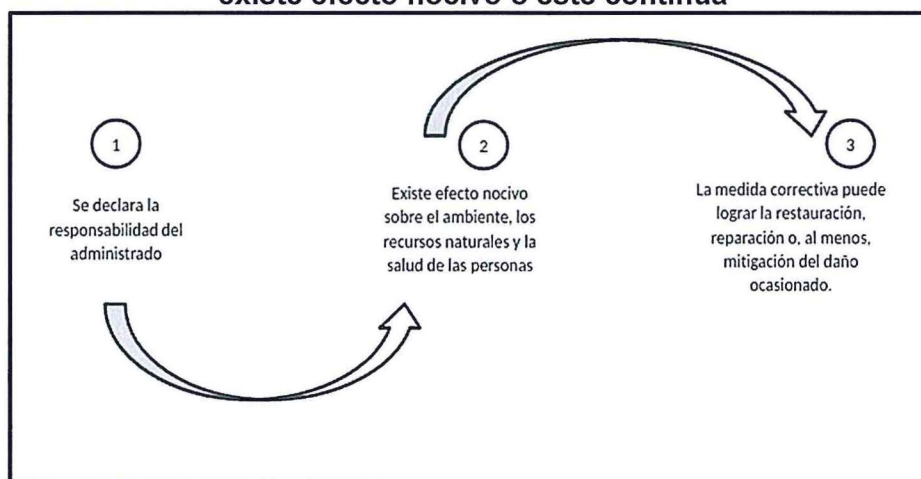 existe efecto nocivo o este continúa
1
Se declara la
responsabilidad del
administrado
2
Existe efecto nocivo
sobre el ambiente, los
recursos naturales y la
salud de las personas
3
La medida correctiva puede
lograr la restauración,
reparación o, al menos,
mitigación del daño
ocasionado.